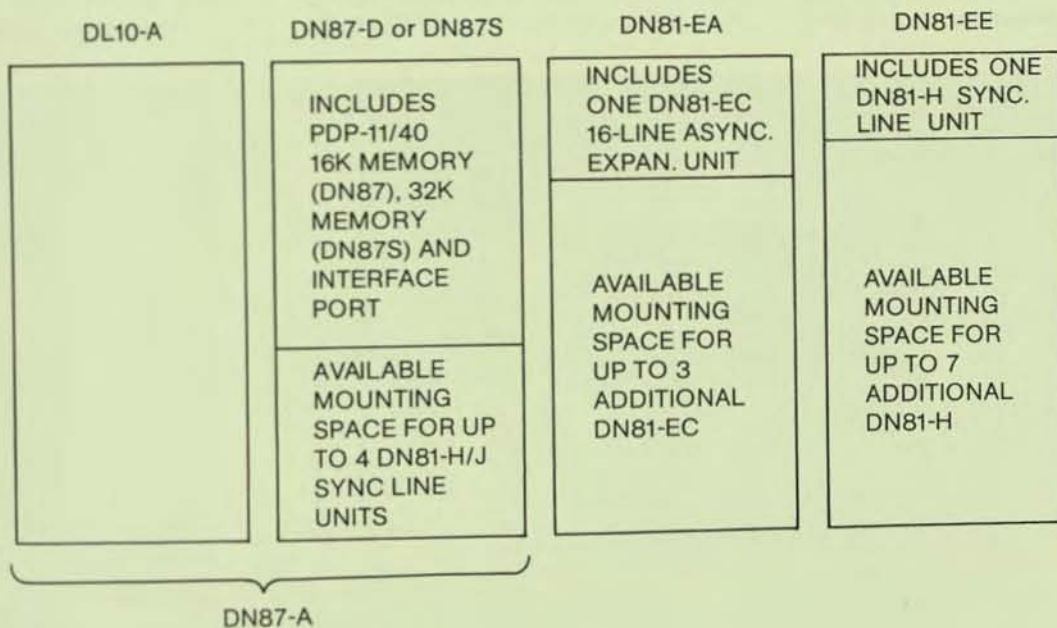 DL10-A
DN87-D or DN87S
DN81-EA
DN81-EE
INCLUDES
PDP-11/40
16K MEMORY
(DN87), 32K
MEMORY
(DN87S) AND
INTERFACE
PORT
AVAILABLE
MOUNTING
SPACE FOR UP
TO 4 DN81-H/J
SYNC LINE
UNITS
INCLUDES
ONE DN81-EC
16-LINE ASYNC.
EXPAN. UNIT
AVAILABLE
MOUNTING
SPACE FOR
UP TO 3
ADDITIONAL
DN81-EC
INCLUDES ONE
DN81-H SYNC.
LINE UNIT
AVAILABLE
MOUNTING
SPACE FOR
UP TO 7
ADDITIONAL
DN81-H
DN87-A